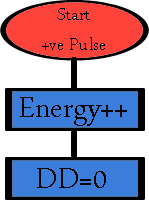 Start
+ve Pulse
Energy++
DD=0